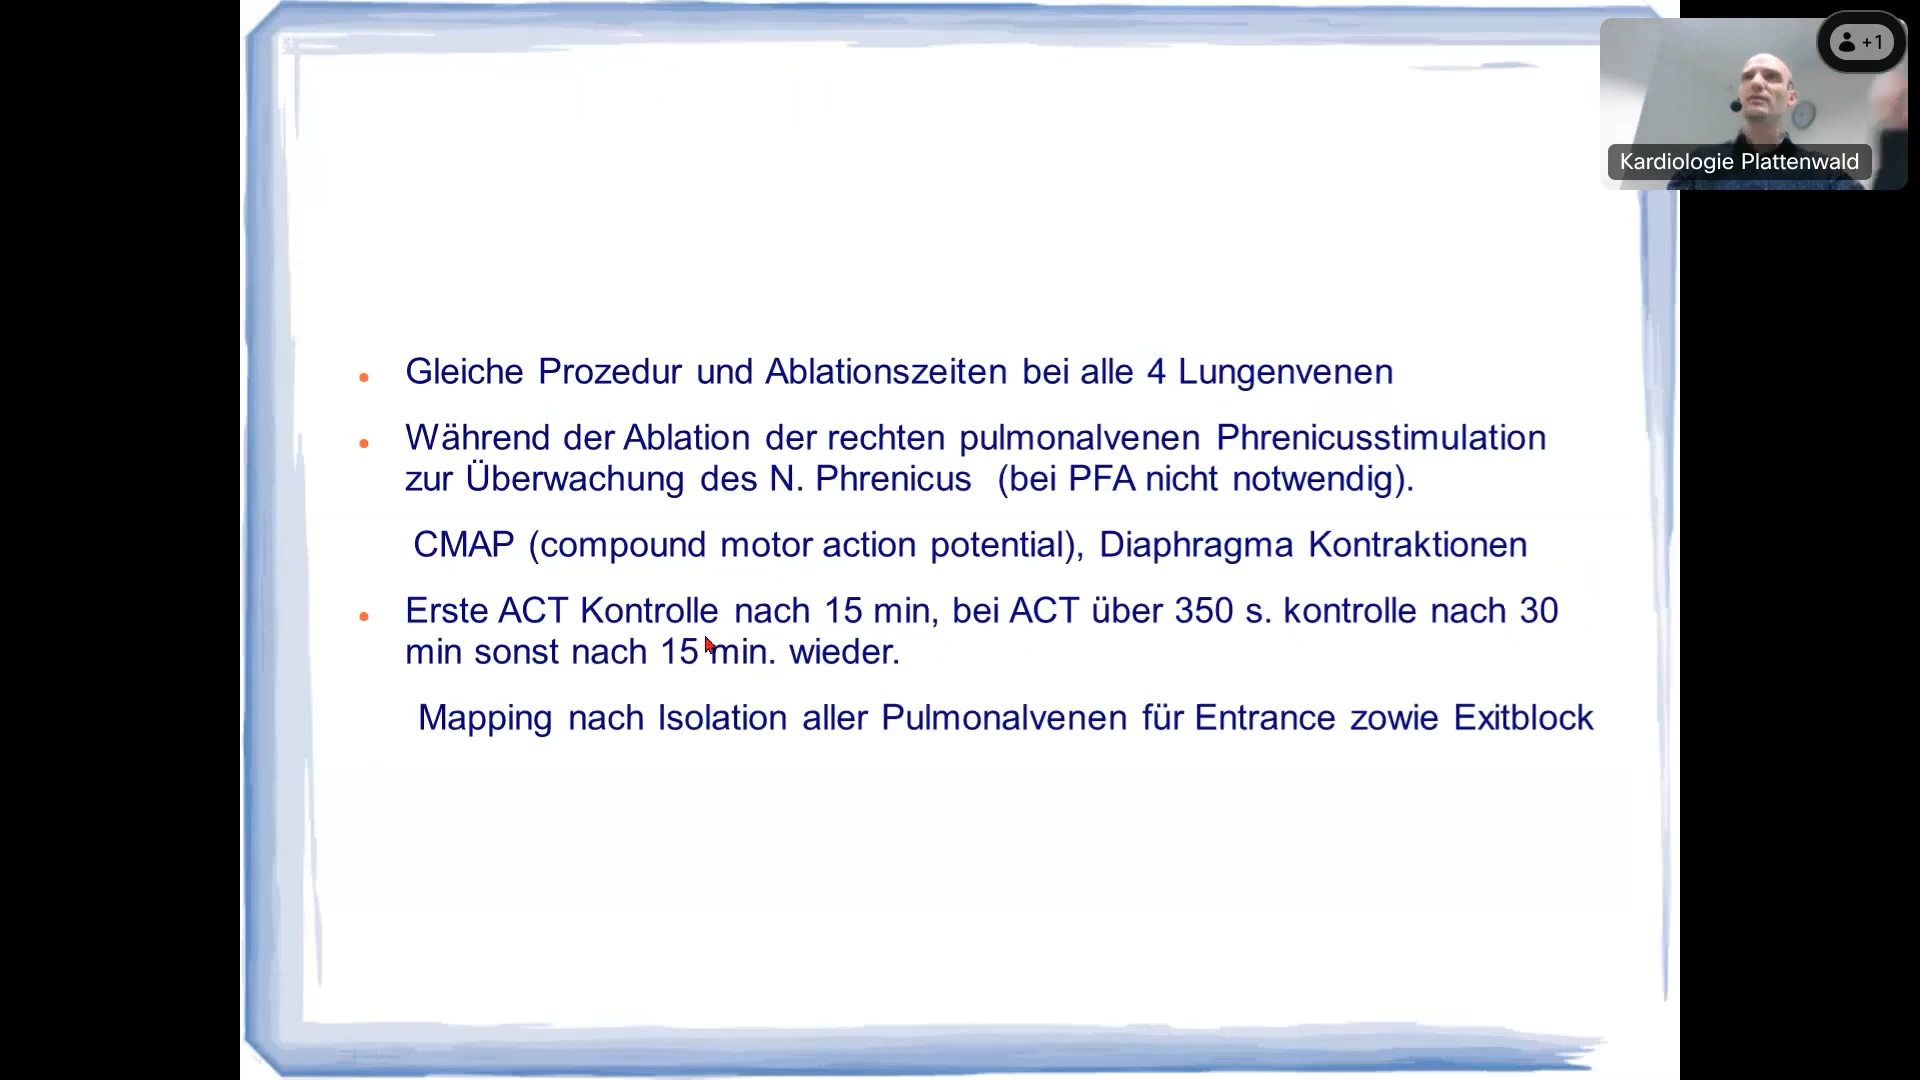 +1
Kardiologie Plattenwald
Gleiche Prozedur und Ablationszeiten bei alle 4 Lungenvenen
Während der Ablation der rechten pulmonalvenen Phrenicusstimulation
zur Überwachung des N. Phrenicus (bei PFA nicht notwendig).
CMAP (compound motor action potential), Diaphragma Kontraktionen
Erste ACT Kontrolle nach 15 min, bei ACT über 350 s. kontrolle nach 30
min sonst nach 15 min. wieder.
Mapping nach Isolation aller Pulmonalvenen für Entrance zowie Exitblock